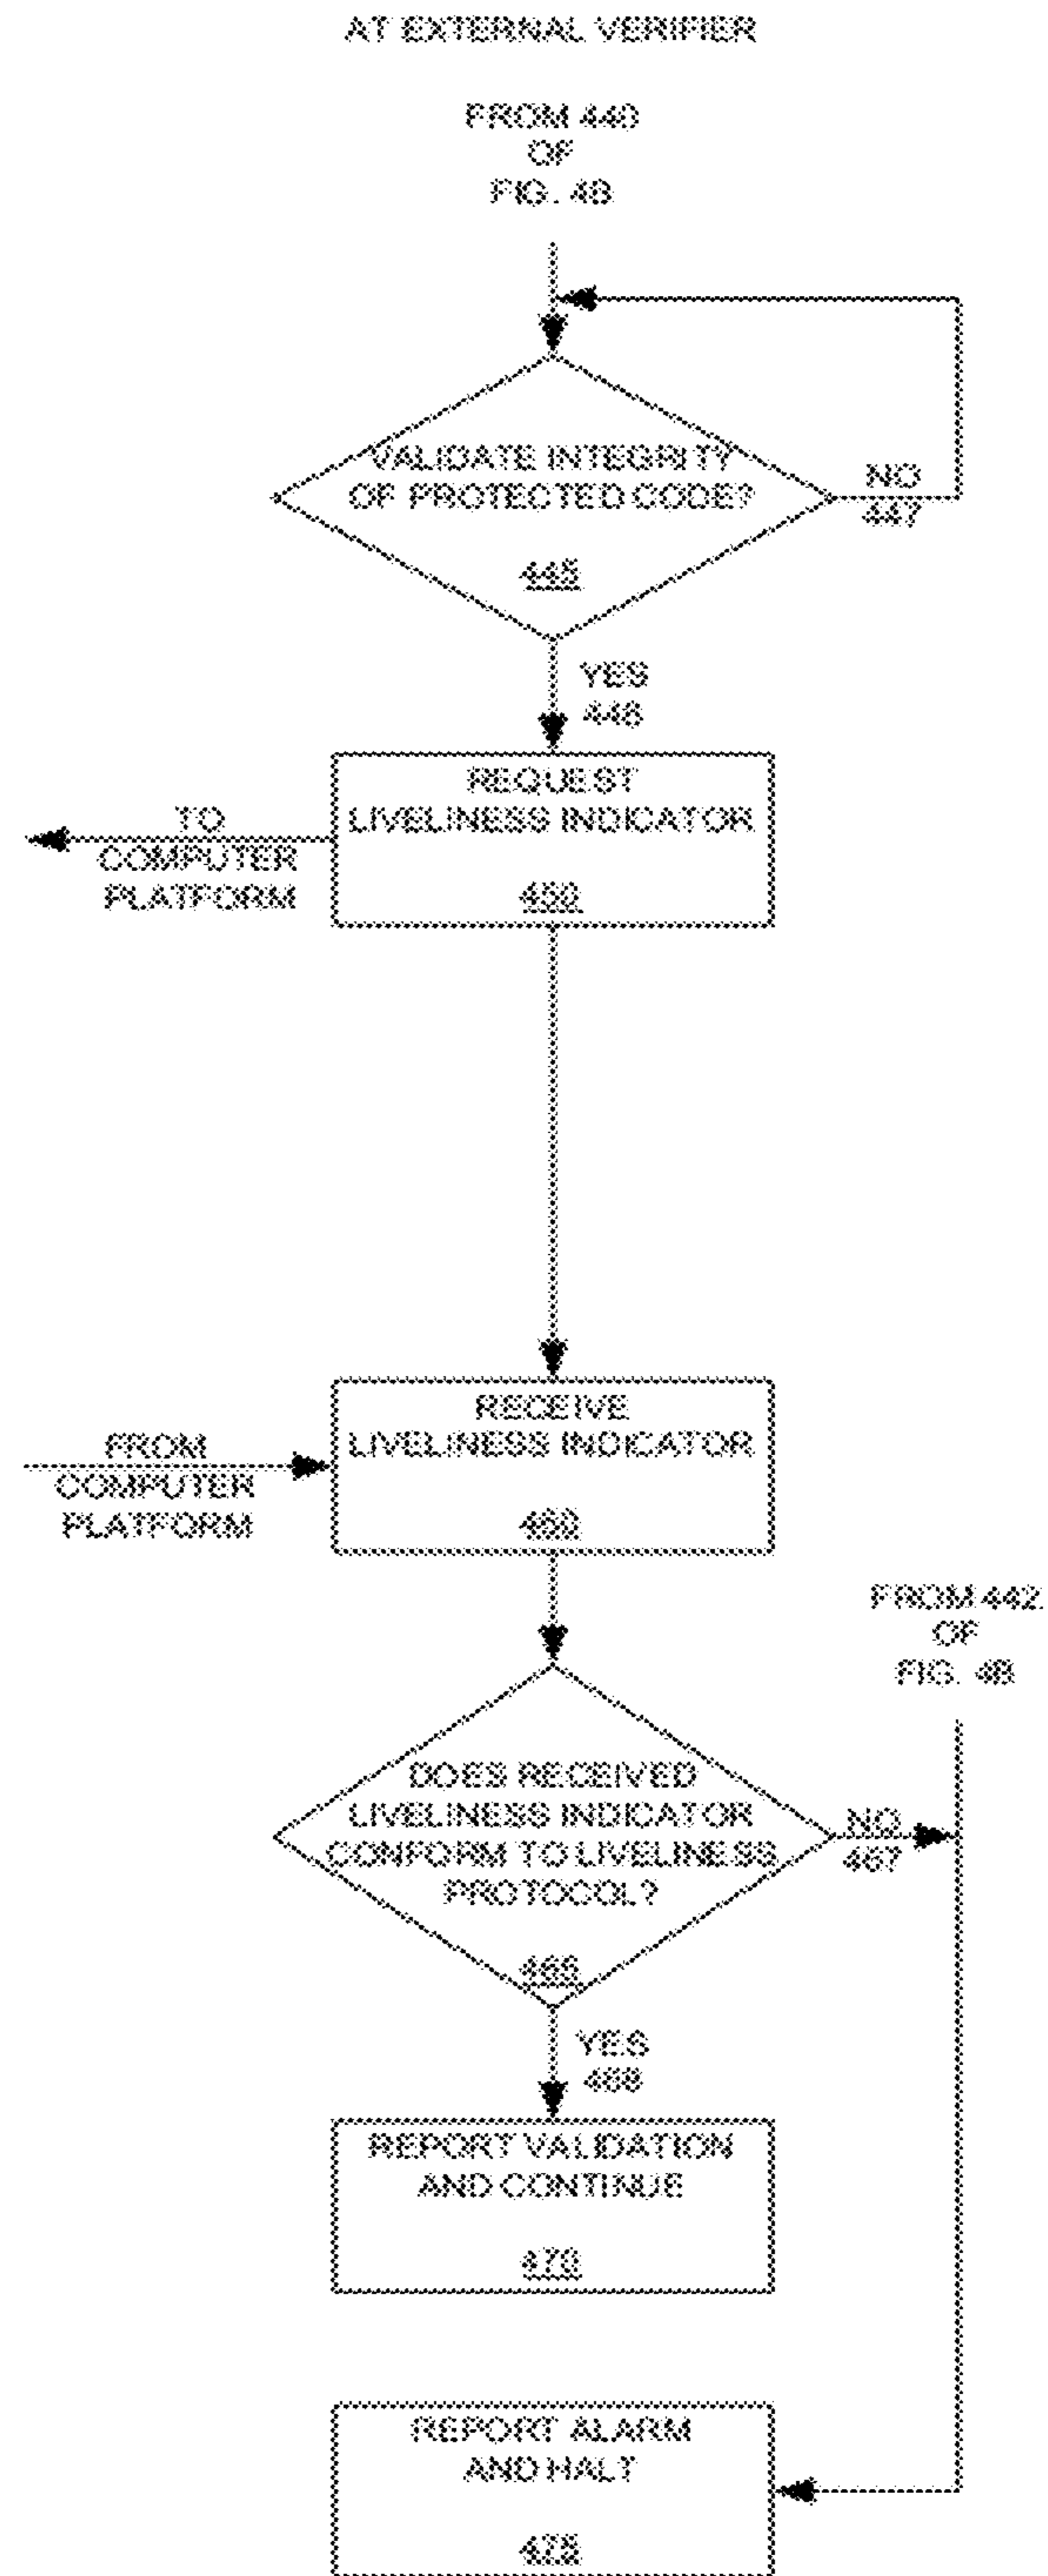 AT EXTERNAL VERIFIER
FROM 440
OF
FIG. 4B
VALIDATE INTEGRITY
OF PROTECTED CODE?
445
NO
447
YES
446
REQUEST
LIVELINESS INDICATOR
450
TO
COMPUTER
PLATFORM
RECEIVE
LIVELINESS INDICATOR
460
FROM
COMPUTER
PLATFORM
FROM 442
OF
FIG. 4B
DOES RECEIVED
LIVELINESS INDICATOR
CONFORM TO LIVELINESS
PROTOCOL?
465
NO
467
YES
468
REPORT VALIDATION
AND CONTINUE
470
REPORT ALARM
AND HALT
475